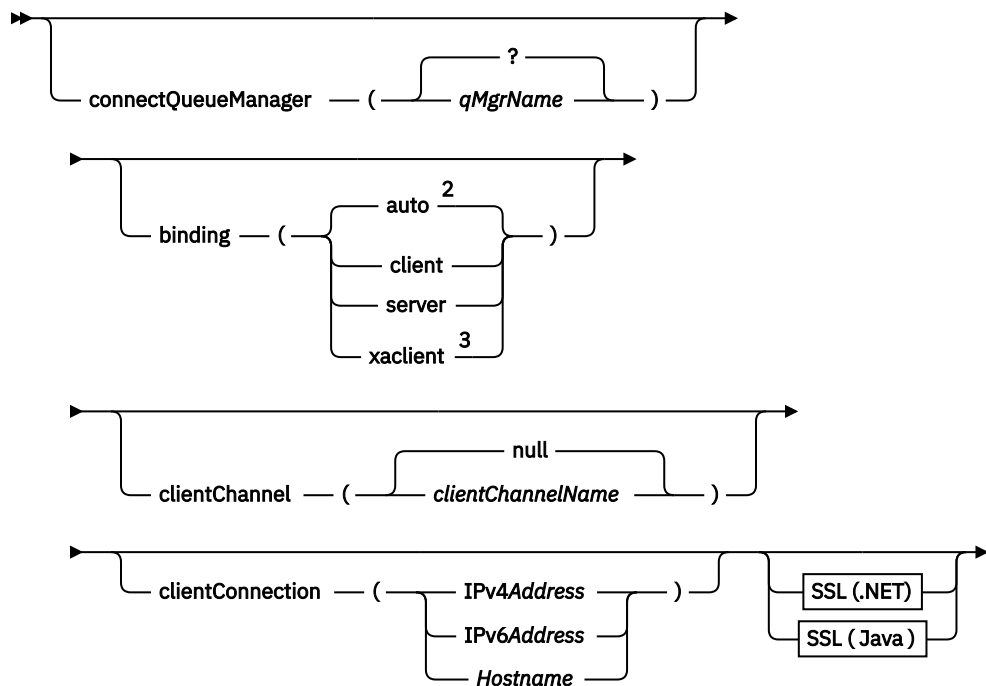 ?
connectQueueManager ( qMgrName )
auto 2
binding ( )
client
server
xaclient 3
null
clientChannel ( clientChannelName )
clientConnection ( IPv4Address ) SSL (.NET)
IPv6Address SSL ( Java )
Hostname